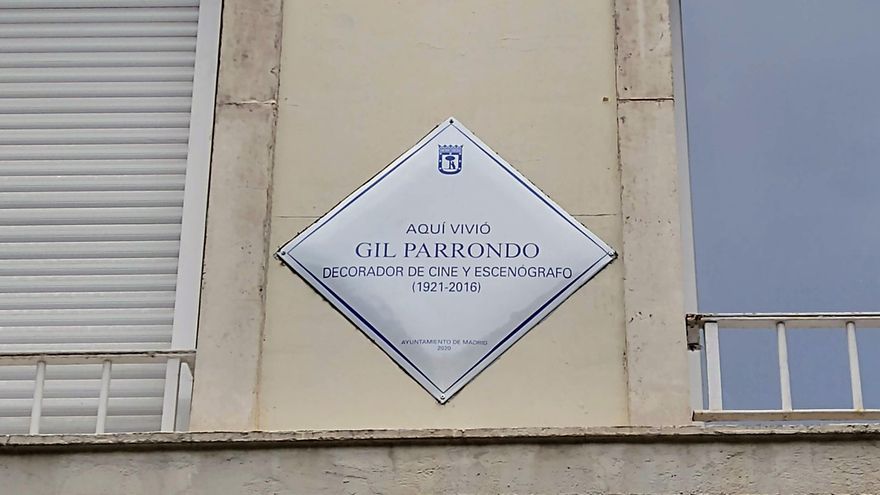 AQUÍ VIVIÓ
GIL PARRONDO
DECORADOR DE CINE Y ESCENÓGRAFO
(1921-2016)
AYUNTAMIENTO DE MADRID
2020